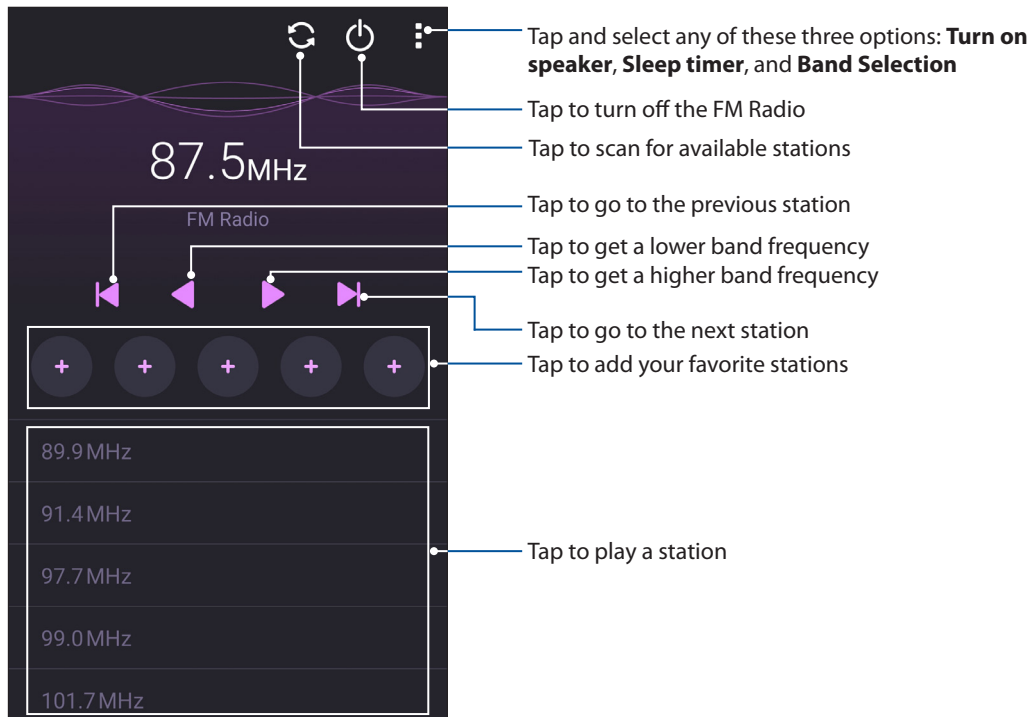 Tap and select any of these three options: Turn on
speaker, Sleep timer, and Band Selection
Tap to turn off the FM Radio
Tap to scan for available stations
87.5MHz
FM Radio
Tap to go to the previous station
Tap to get a lower band frequency
Tap to get a higher band frequency
Tap to go to the next station
Tap to add your favorite stations
+ + + + +
89.9MHz
91.4MHz
Tap to play a station
97.7MHz
99.0MHz
101.7MHz